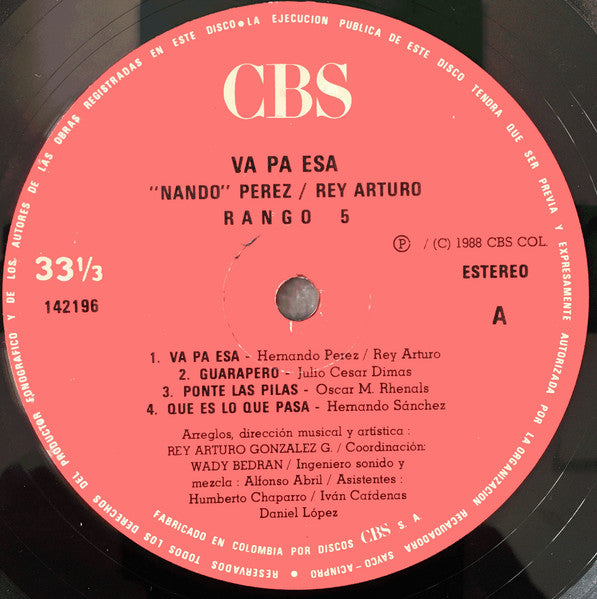 CBS
VA PA ESA
"NANDO" PEREZ / REY ARTURO
RANGO 5
Ⓟ / (C) 1988 CBS COL.
33 1/3
ESTEREO
142196
A
1. VA PA ESA - Hernando Perez / Rey Arturo
2. GUARAPERO - Julio Cesar Dimas
3. PONTE LAS PILAS - Oscar M. Rhenals
4. QUE ES LO QUE PASA - Hernando Sánchez
Arreglos, dirección musical y artística :
REY ARTURO GONZALEZ G. / Coordinación:
WADY BEDRAN / Ingeniero sonido y
mezcla : Alfonso Abril / Asistentes :
Humberto Chaparro / Iván Cárdenas
Daniel López
FABRICADO EN COLOMBIA POR DISCOS CBS S. A.
RESERVADOS TODOS LOS DERECHOS DEL PRODUCTOR FONOGRAFICO Y DE LOS AUTORES DE LAS OBRAS REGISTRADAS EN ESTE DISCO • LA EJECUCION PUBLICA DE ESTE DISCO TENDRA QUE SER PREVIA Y EXPRESAMENTE AUTORIZADA POR LA ORGANIZACION RECAUDADORA SAYCO-ACINPRO •